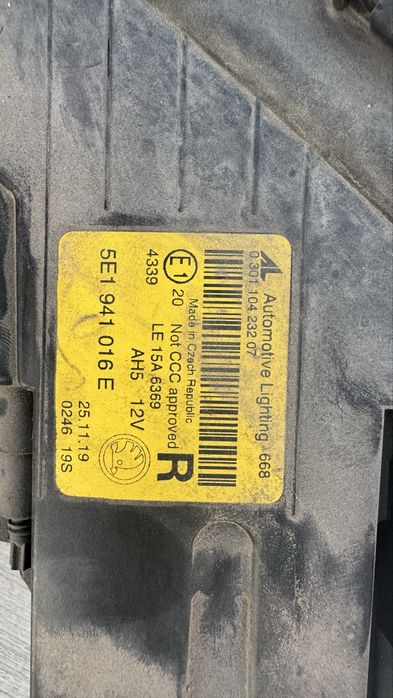 AL Automotive Lighting 668
0 301 104 232 07
Made in Czech Republic
E1 20 Not CCC approved R
4339 LE 15A 6369
AH5 12V
5E1 941 016 E 25.11.19
0246 19S